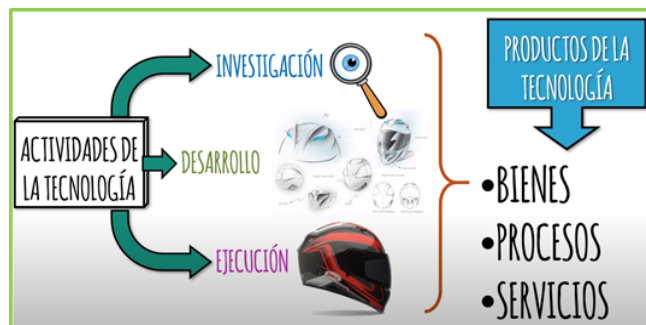 ACTIVIDADES DE
LA TECNOLOGÍA
INVESTIGACIÓN
DESARROLLO
EJECUCIÓN
PRODUCTOS DE LA
TECNOLOGÍA
•BIENES
•PROCESOS
•SERVICIOS